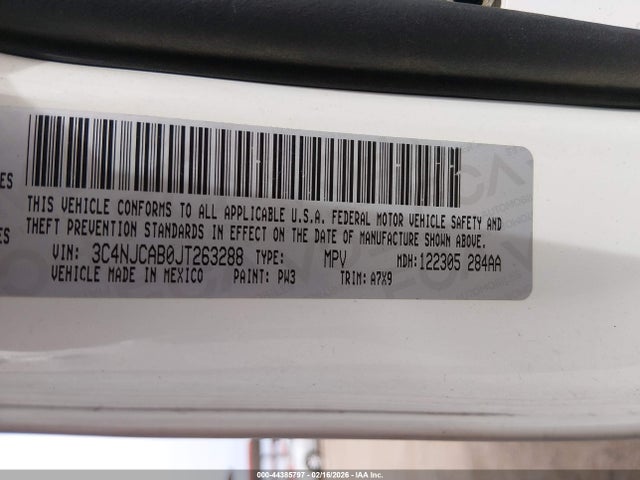 ES
THIS VEHICLE CONFORMS TO ALL APPLICABLE U.S.A. FEDERAL MOTOR VEHICLE SAFETY AND
THEFT PREVENTION STANDARDS IN EFFECT ON THE DATE OF MANUFACTURE SHOWN ABOVE.
ES
VIN: 3C4NJCAB0JT263288 TYPE: MPV MDH:122305 284AA
VEHICLE MADE IN MEXICO PAINT: PW3 TRIM: A7X9
000-44385797 - 02/16/2026 - IAA Inc.